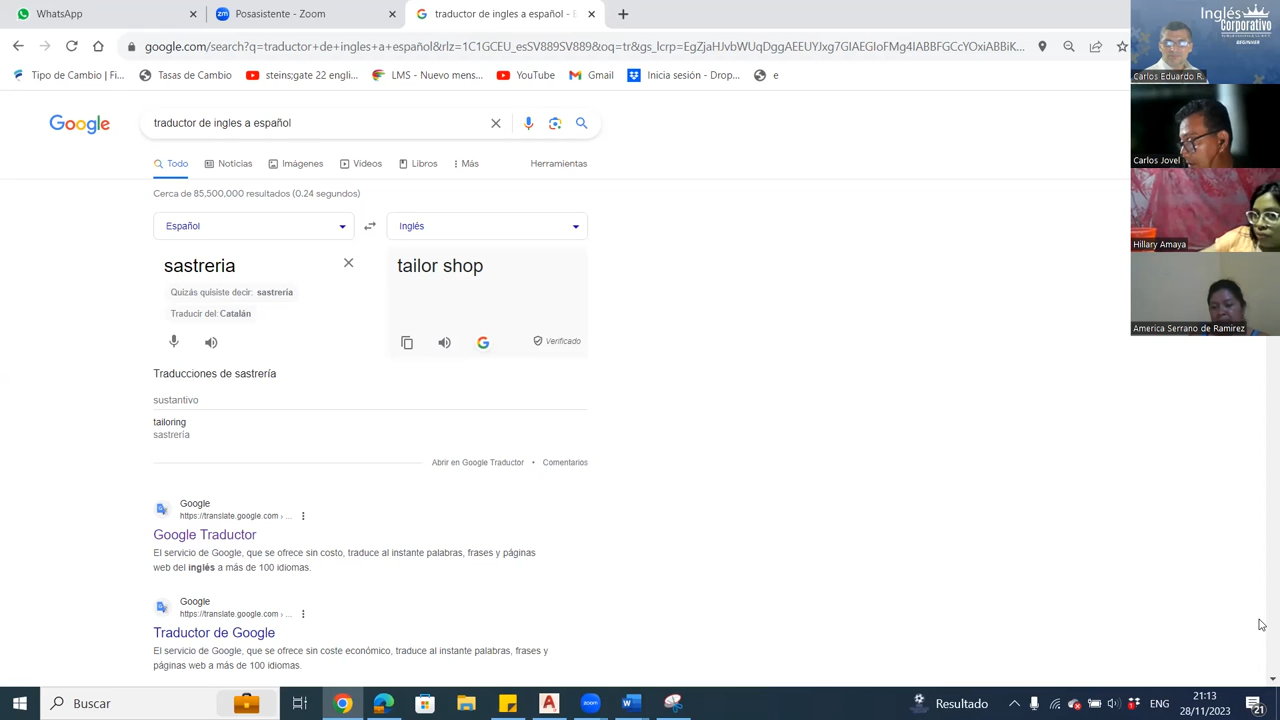 WhatsApp
Posasistente - Zoom
traductor de ingles a español - E
google.com/search?q=traductor+de+ingles+a+español&rlz=
Tipo de Cambio | Fi...
Tasas de Cambio
steins;gate 22 engli...
LMS - Nuevo mens...
YouTube
Gmail
Inicia sesión - Drop...
e
Inglés
Corporativo
BEGINNER
Carlos Eduardo R.
Carlos Jovel
Hillary Amaya
America Serrano de Ramirez
Google
traductor de ingles a español
Todo
Noticias
Imágenes
Videos
Libros
Más
Herramientas
Cerca de 85,500,000 resultados (0.24 segundos)
Español
Inglés
sastreria
tailor shop
Quizás quisiste decir: sastrería
Traducir del: Catalán
Verificado
Traducciones de sastrería
sustantivo
tailoring
sastrería
Abrir en Google Traductor • Comentarios
Google
https://translate.google.com › ...
Google Traductor
El servicio de Google, que se ofrece sin costo, traduce al instante palabras, frases y páginas
web del inglés a más de 100 idiomas.
Google
https://translate.google.com › ...
Traductor de Google
El servicio de Google, que se ofrece sin coste económico, traduce al instante palabras, frases y
páginas web a más de 100 idiomas.
Buscar
Resultado
ENG
21:13
28/11/2023
21